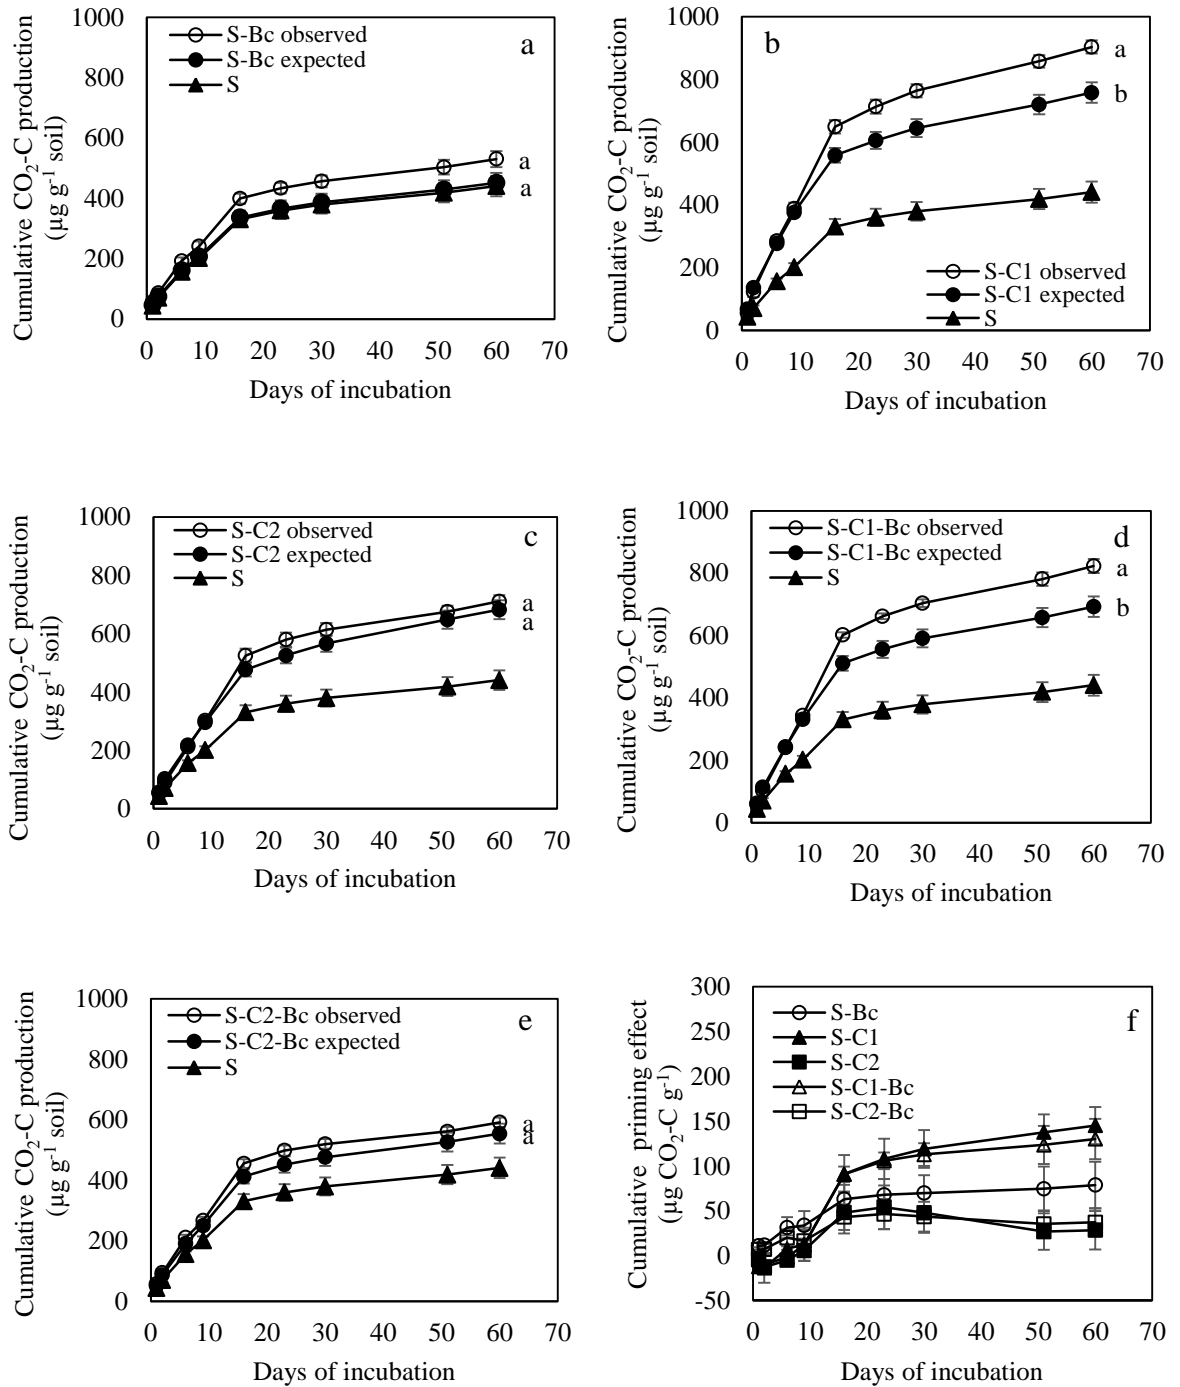 Cumulative CO₂-C production
(µg g⁻¹ soil)
1000
800
600
400
200
0
S-Bc observed
S-Bc expected
S
a
a
a
0 10 20 30 40 50 60 70
Days of incubation
Cumulative CO₂-C production
(µg g⁻¹ soil)
1000
800
600
400
200
0
b
a
b
S-C1 observed
S-C1 expected
S
0 10 20 30 40 50 60 70
Days of incubation
Cumulative CO₂-C production
(µg g⁻¹ soil)
1000
800
600
400
200
0
S-C2 observed
S-C2 expected
S
c
a
a
0 10 20 30 40 50 60 70
Days of incubation
Cumulative CO₂-C production
(µg g⁻¹ soil)
1000
800
600
400
200
0
S-C1-Bc observed
S-C1-Bc expected
S
d
a
b
0 10 20 30 40 50 60 70
Days of incubation
Cumulative CO₂-C production
(µg g⁻¹ soil)
1000
800
600
400
200
0
S-C2-Bc observed
S-C2-Bc expected
S
e
a
a
0 10 20 30 40 50 60 70
Days of incubation
Cumulative priming effect
(µg CO₂-C g⁻¹)
300
250
200
150
100
50
0
-50
S-Bc
S-C1
S-C2
S-C1-Bc
S-C2-Bc
f
0 10 20 30 40 50 60 70
Days of incubation